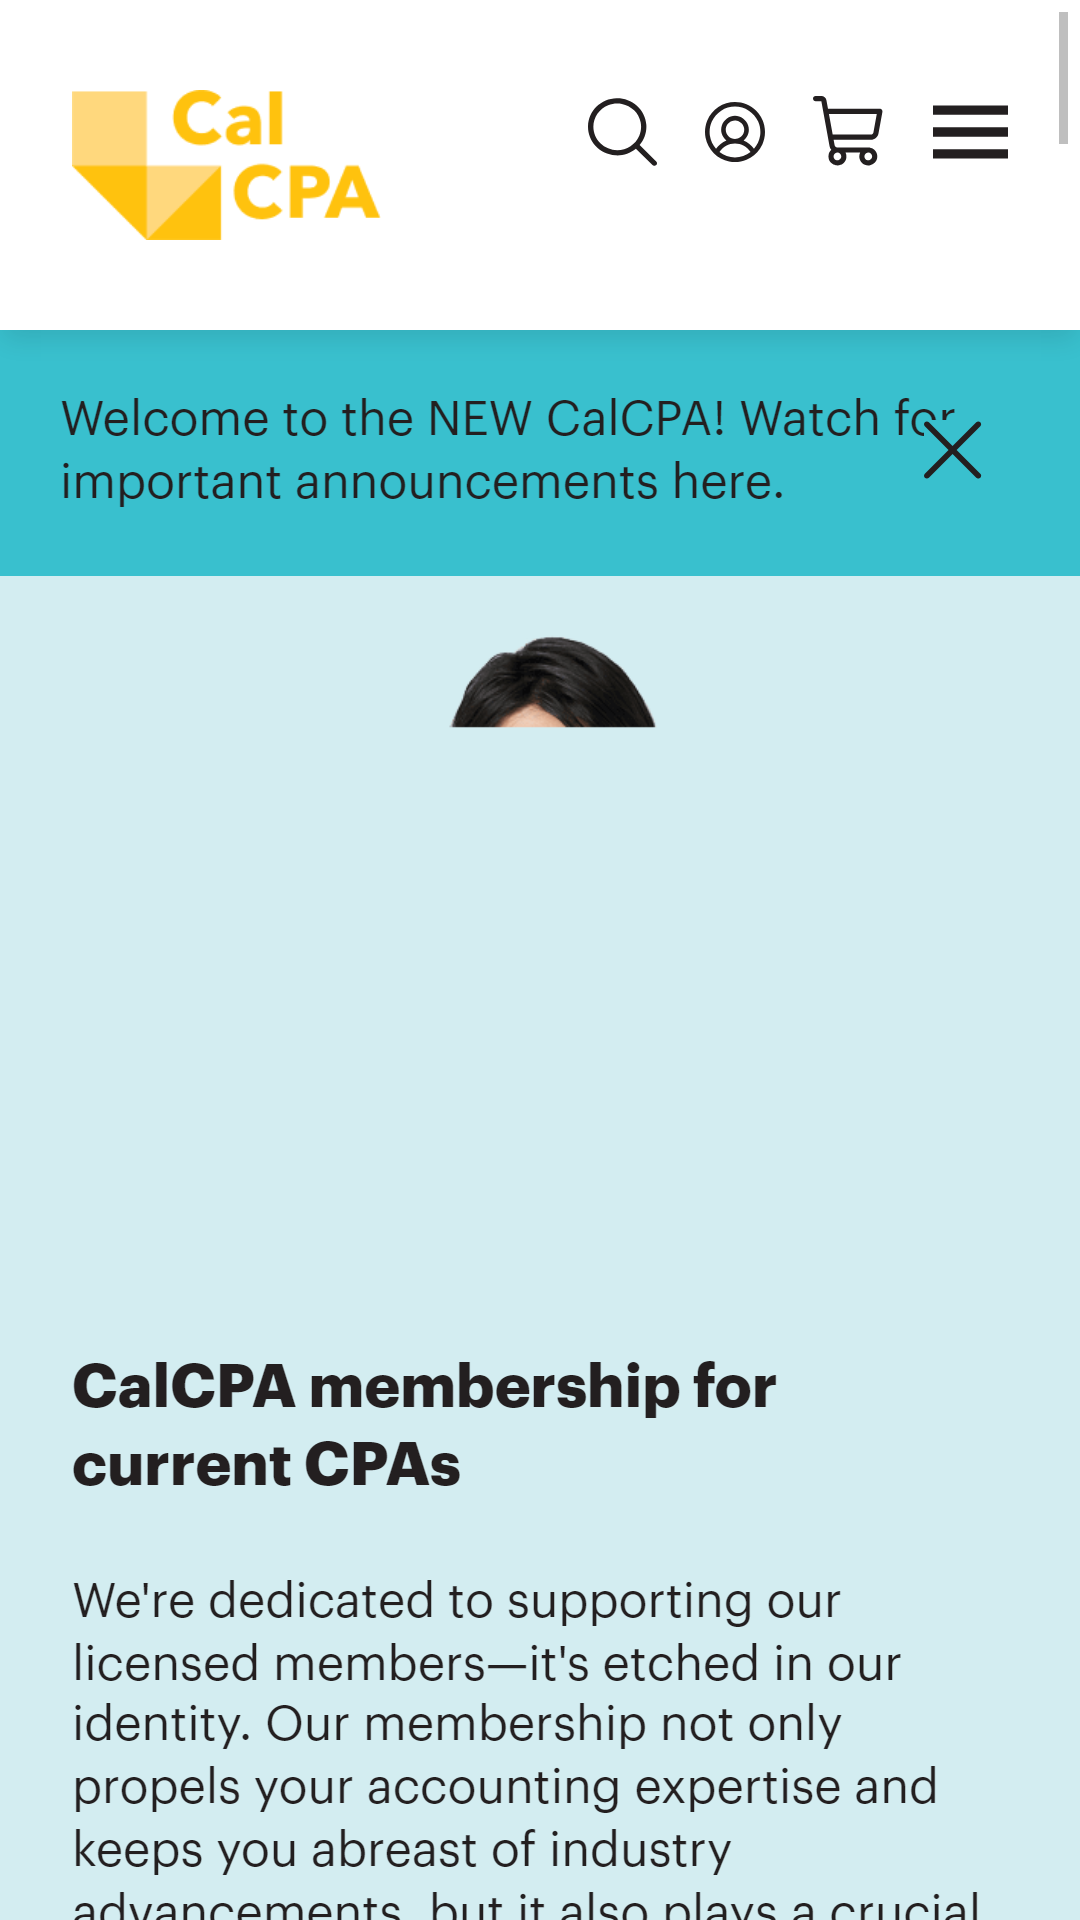 Cal
CPA
Welcome to the NEW CalCPA! Watch for
important announcements here.
CalCPA membership for
current CPAs
We're dedicated to supporting our
licensed members—it's etched in our
identity. Our membership not only
propels your accounting expertise and
keeps you abreast of industry
advancements, but it also plays a crucial